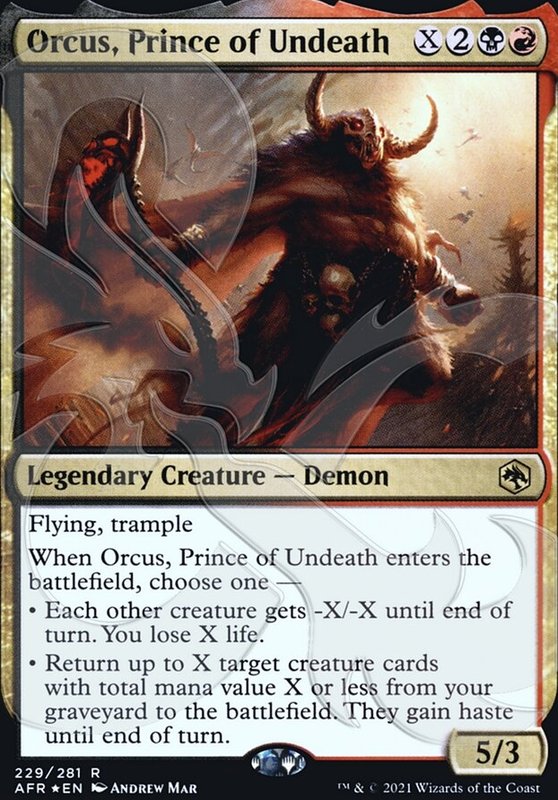 Orcus, Prince of Undeath X 2
Legendary Creature — Demon
Flying, trample
When Orcus, Prince of Undeath enters the
battlefield, choose one —
• Each other creature gets -X/-X until end of
turn. You lose X life.
• Return up to X target creature cards
with total mana value X or less from your
graveyard to the battlefield. They gain haste
until end of turn.
5/3
229/281 R
AFR ★ EN Andrew Mar
™ & © 2021 Wizards of the Coast